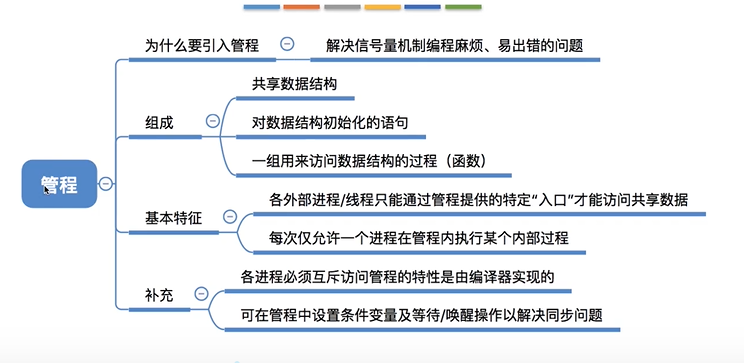 管程
为什么要引入管程
解决信号量机制编程麻烦、易出错的问题
组成
共享数据结构
对数据结构初始化的语句
一组用来访问数据结构的过程（函数）
基本特征
各外部进程/线程只能通过管程提供的特定“入口”才能访问共享数据
每次仅允许一个进程在管程内执行某个内部过程
补充
各进程必须互斥访问管程的特性是由编译器实现的
可在管程中设置条件变量及等待/唤醒操作以解决同步问题